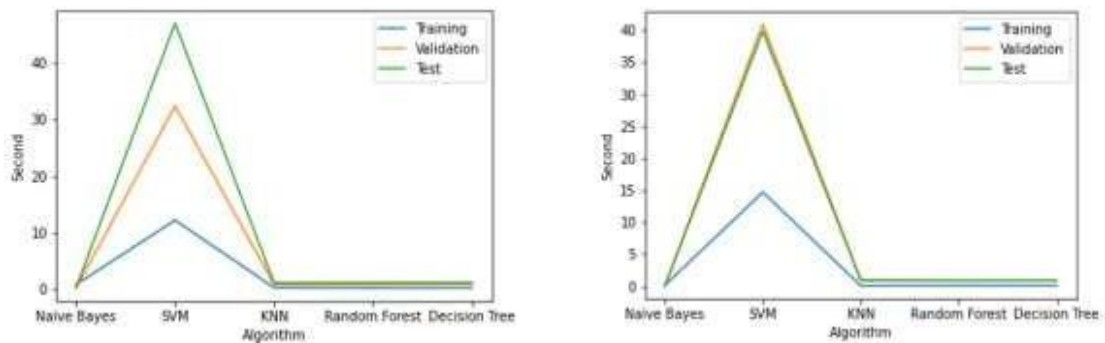 Training
Validation
Test
40
30
20
10
0
Second
Naive Bayes SVM KNN Random Forest Decision Tree
Algorithm
Training
Validation
Test
40
35
30
25
20
15
10
5
0
Second
Naive Bayes SVM KNN Random Forest Decision Tree
Algorithm